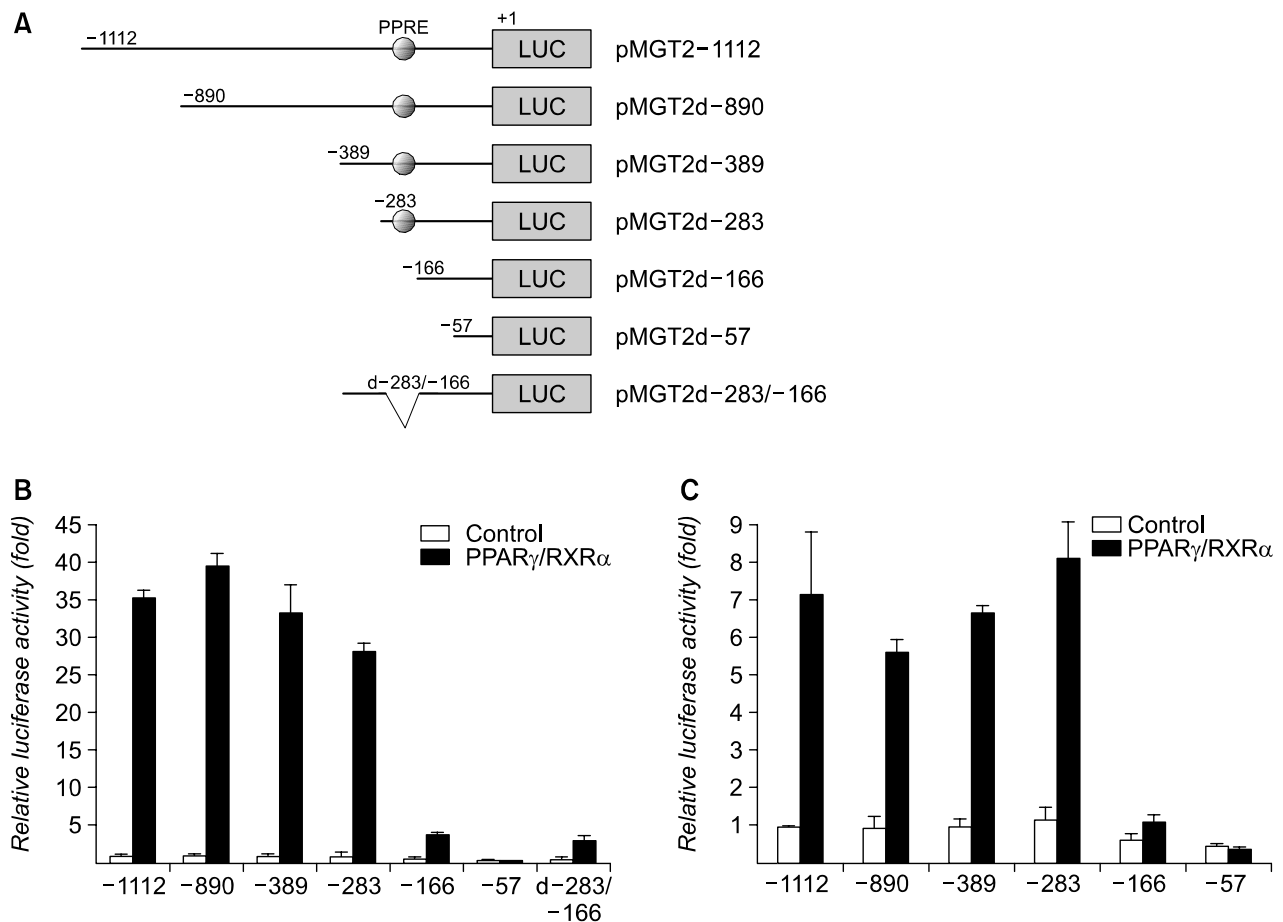 A
+1
PPRE
−1112
LUC
pMGT2−1112
−890
LUC
pMGT2d−890
−389
LUC
pMGT2d−389
−283
LUC
pMGT2d−283
−166
LUC
pMGT2d−166
−57
LUC
pMGT2d−57
d−283/−166
LUC
pMGT2d−283/−166
B
Relative luciferase activity (fold)
45
40
35
30
25
20
15
10
5
Control
PPARγ/RXRα
−1112
−890
−389
−283
−166
−57
d−283/
−166
C
Relative luciferase activity (fold)
9
8
7
6
5
4
3
2
1
Control
PPARγ/RXRα
−1112
−890
−389
−283
−166
−57